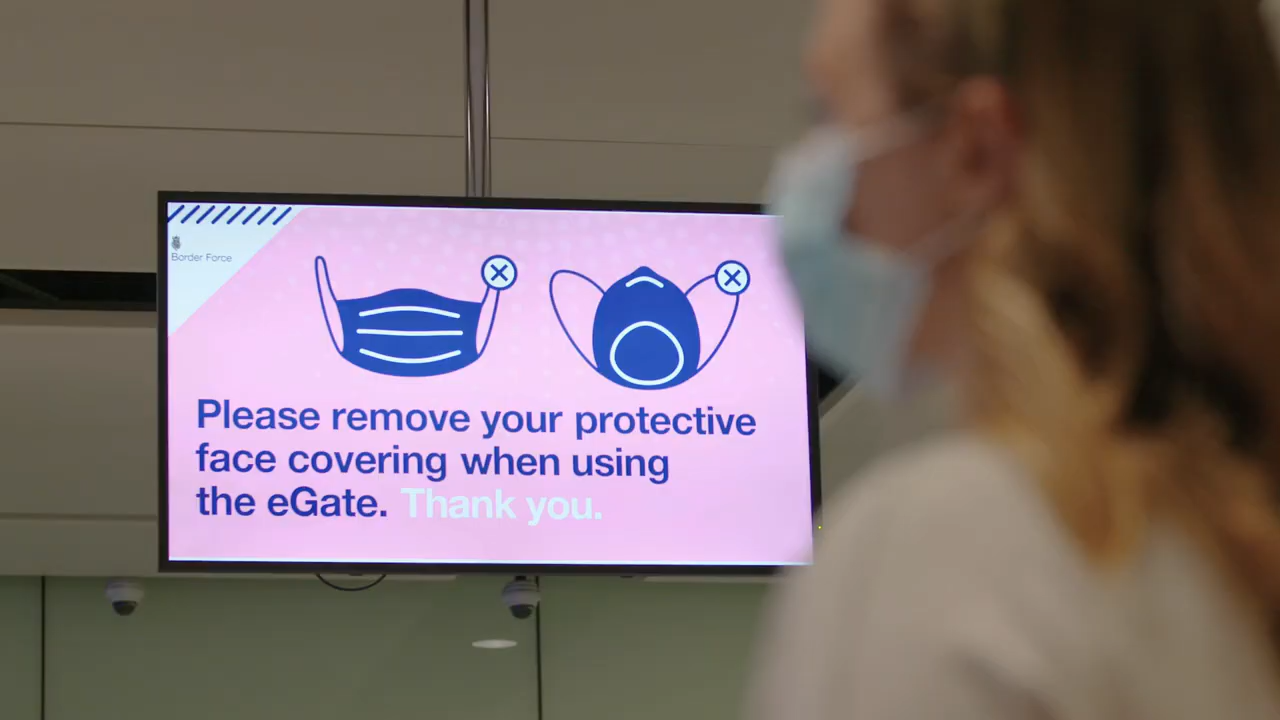 Border Force
Please remove your protective
face covering when using
the eGate. Thank you.